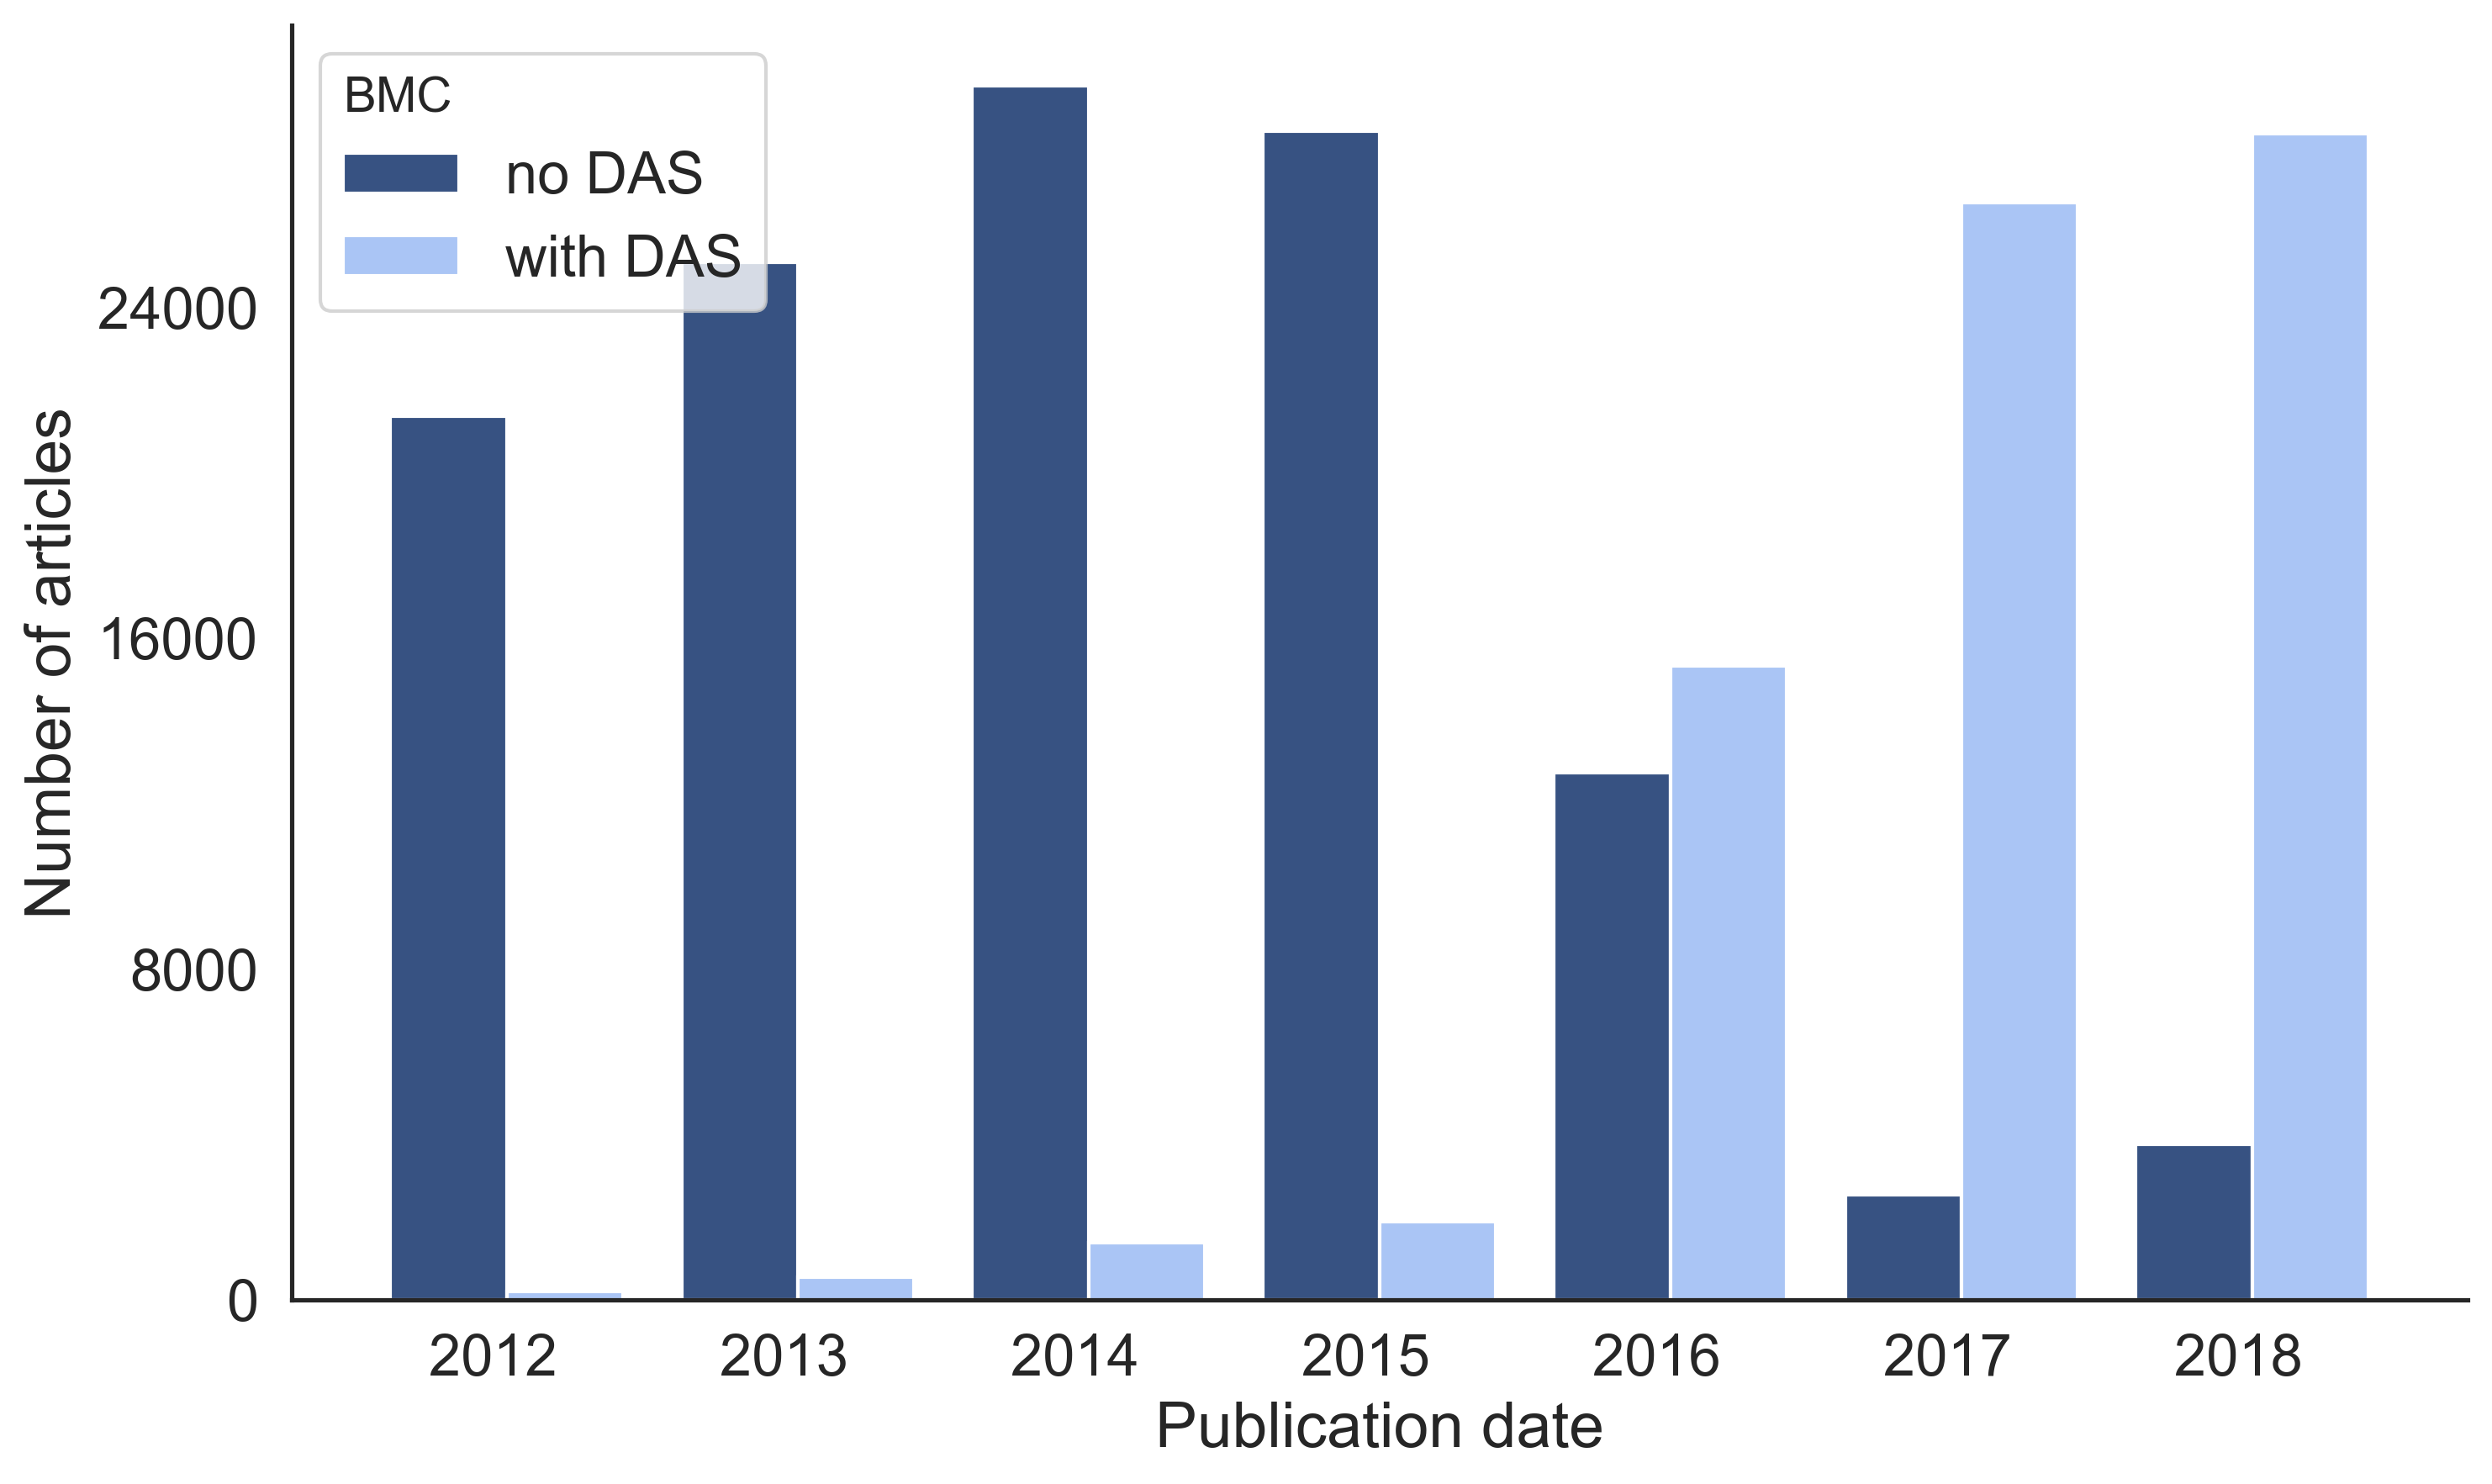 BMC
no DAS
with DAS
Number of articles
24000
16000
8000
0
2012 2013 2014 2015 2016 2017 2018
Publication date